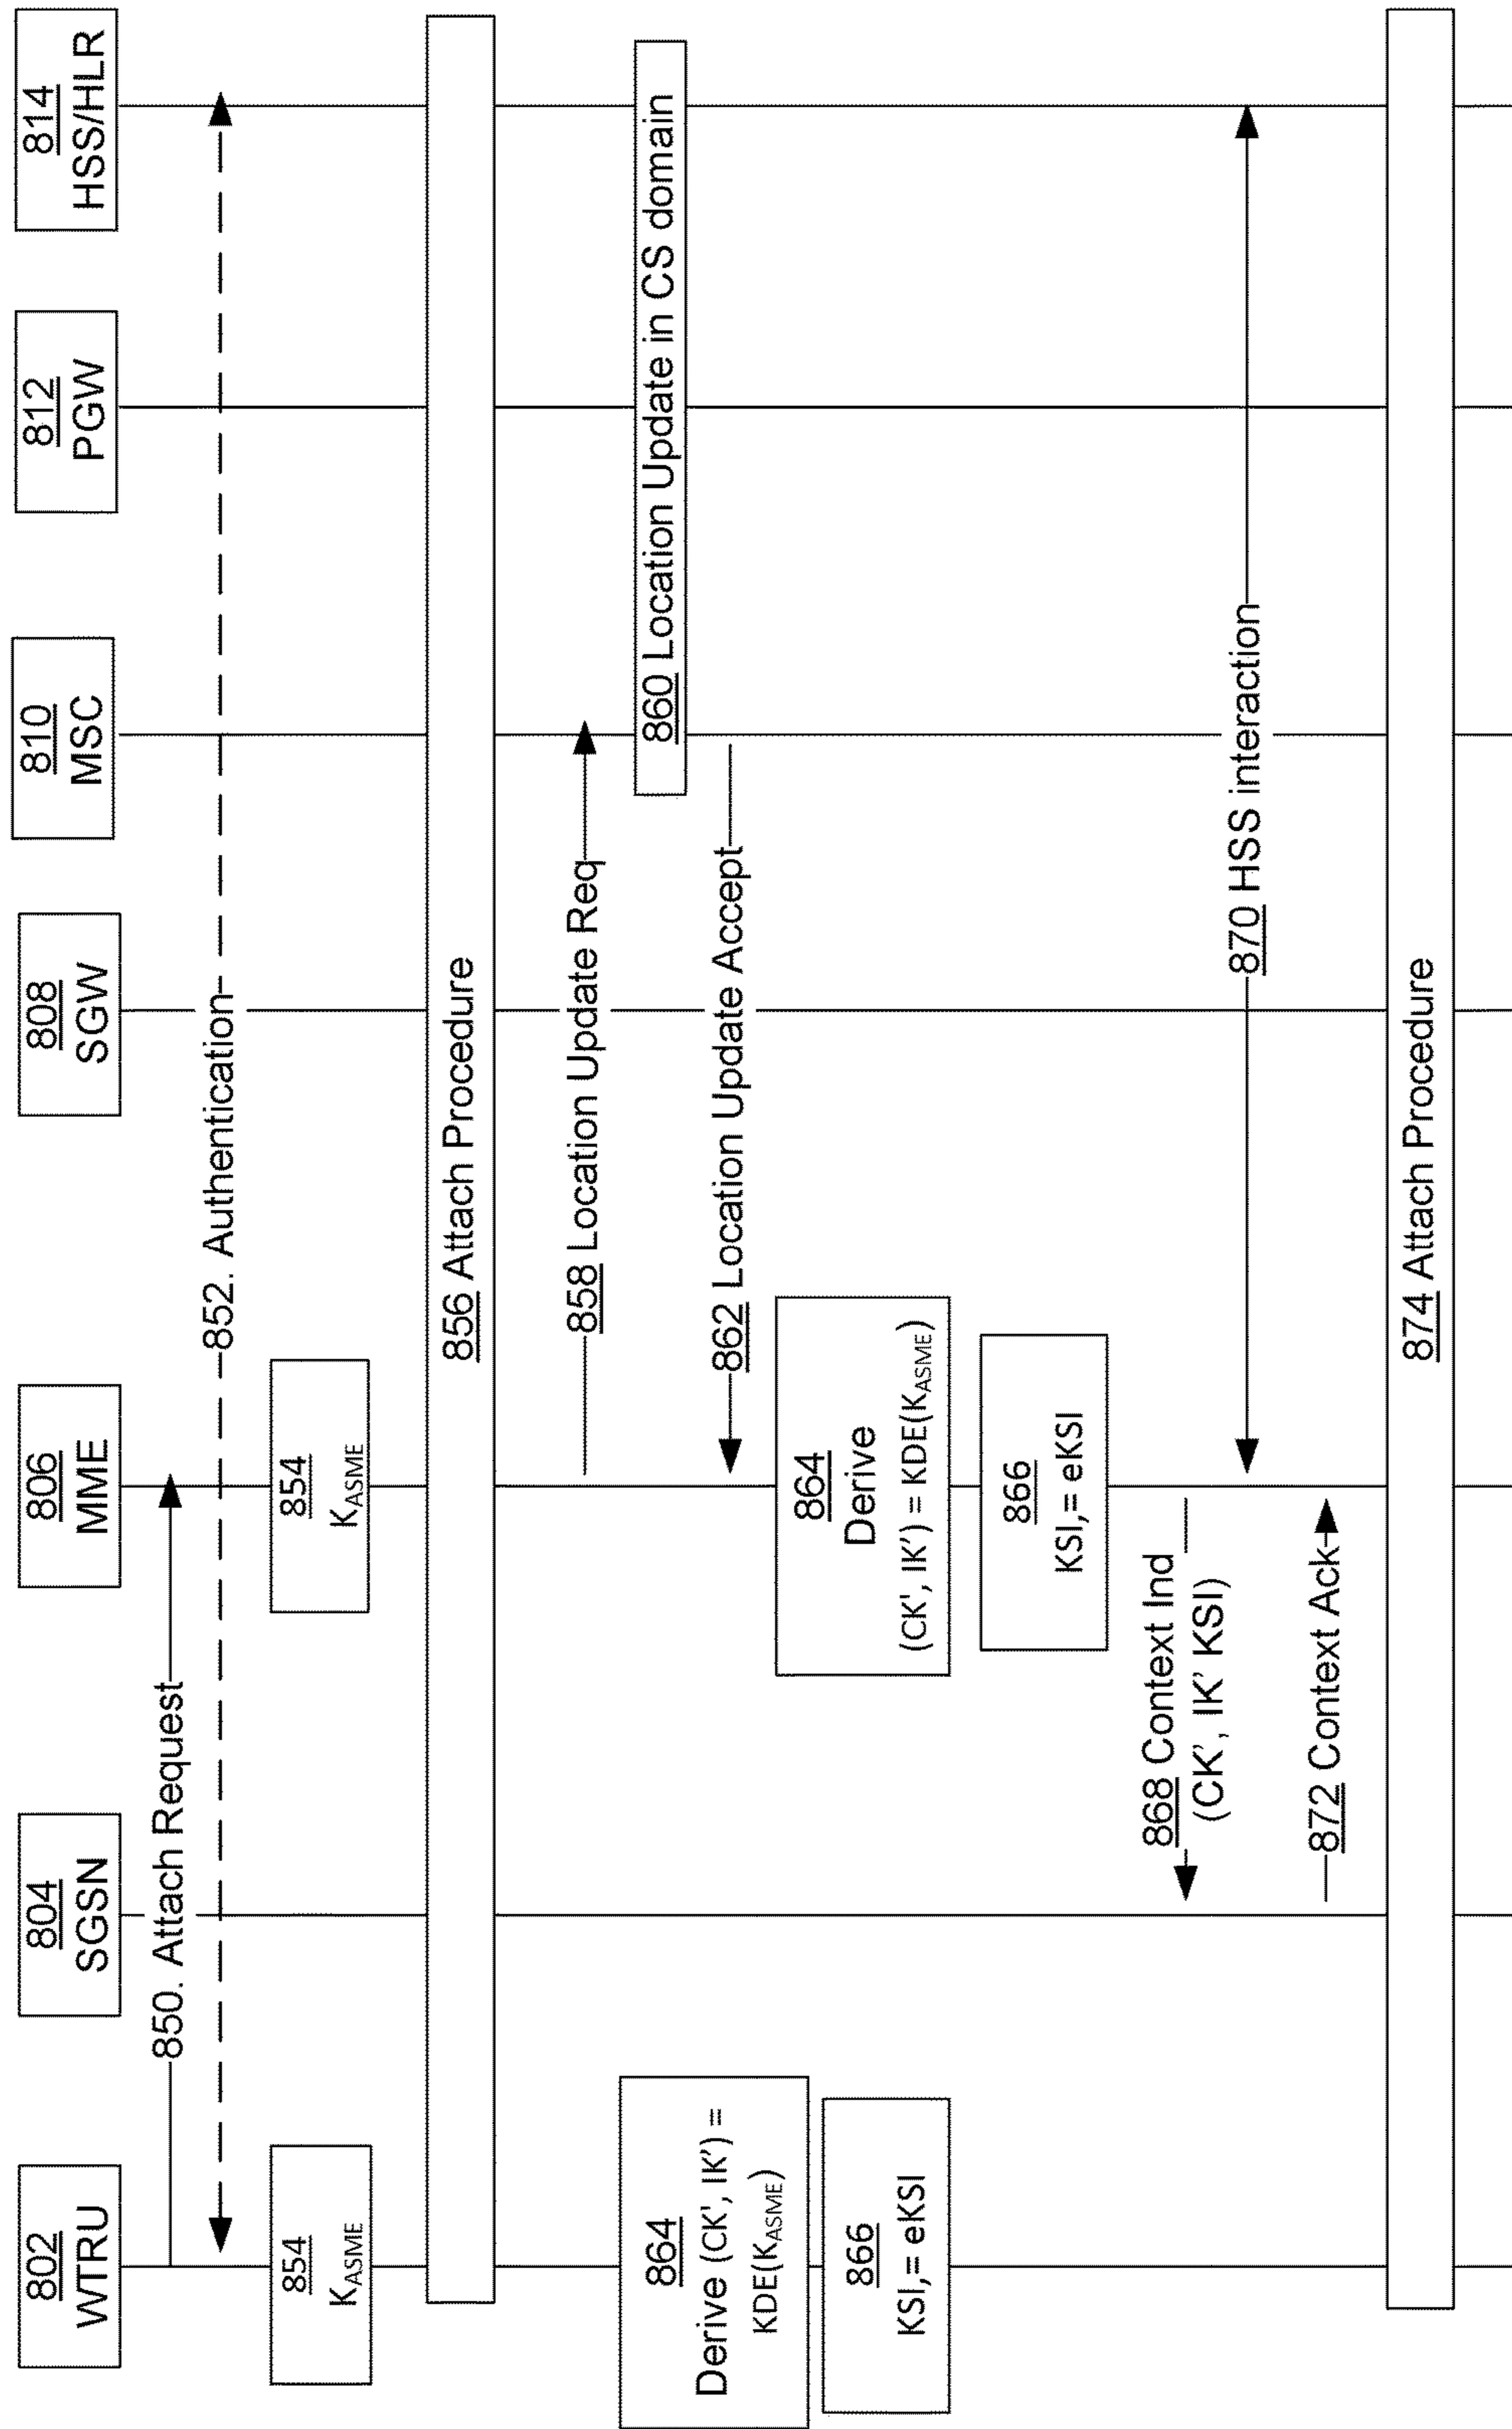 802
WTRU
804
SGSN
806
MME
808
SGW
810
MSC
812
PGW
814
HSS/HLR
850. Attach Request
852. Authentication
854
KASME
854
KASME
856 Attach Procedure
858 Location Update Req
860 Location Update in CS domain
862 Location Update Accept
864
Derive (CK', IK') =
KDE(KASME)
864
Derive
(CK', IK') = KDE(KASME)
866
KSI,= eKSI
866
KSI,= eKSI
868 Context Ind
(CK', IK' KSI)
870 HSS interaction
872 Context Ack
874 Attach Procedure